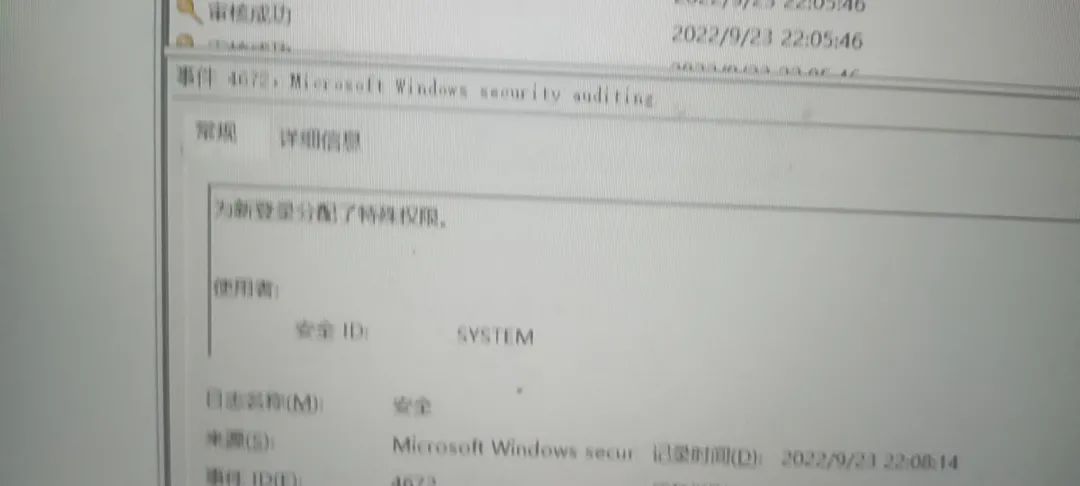 审核成功
2022/9/23 22:05:46
2022/9/23 22:05:46
事件 4672，Microsoft Windows security auditing
常规
详细信息
为新登录分配了特殊权限。
使用者:
安全 ID: SYSTEM
日志名称(M): 安全
来源(S): Microsoft Windows secur 记录时间(D): 2022/9/23 22:08:14
事件 ID(E): 4672